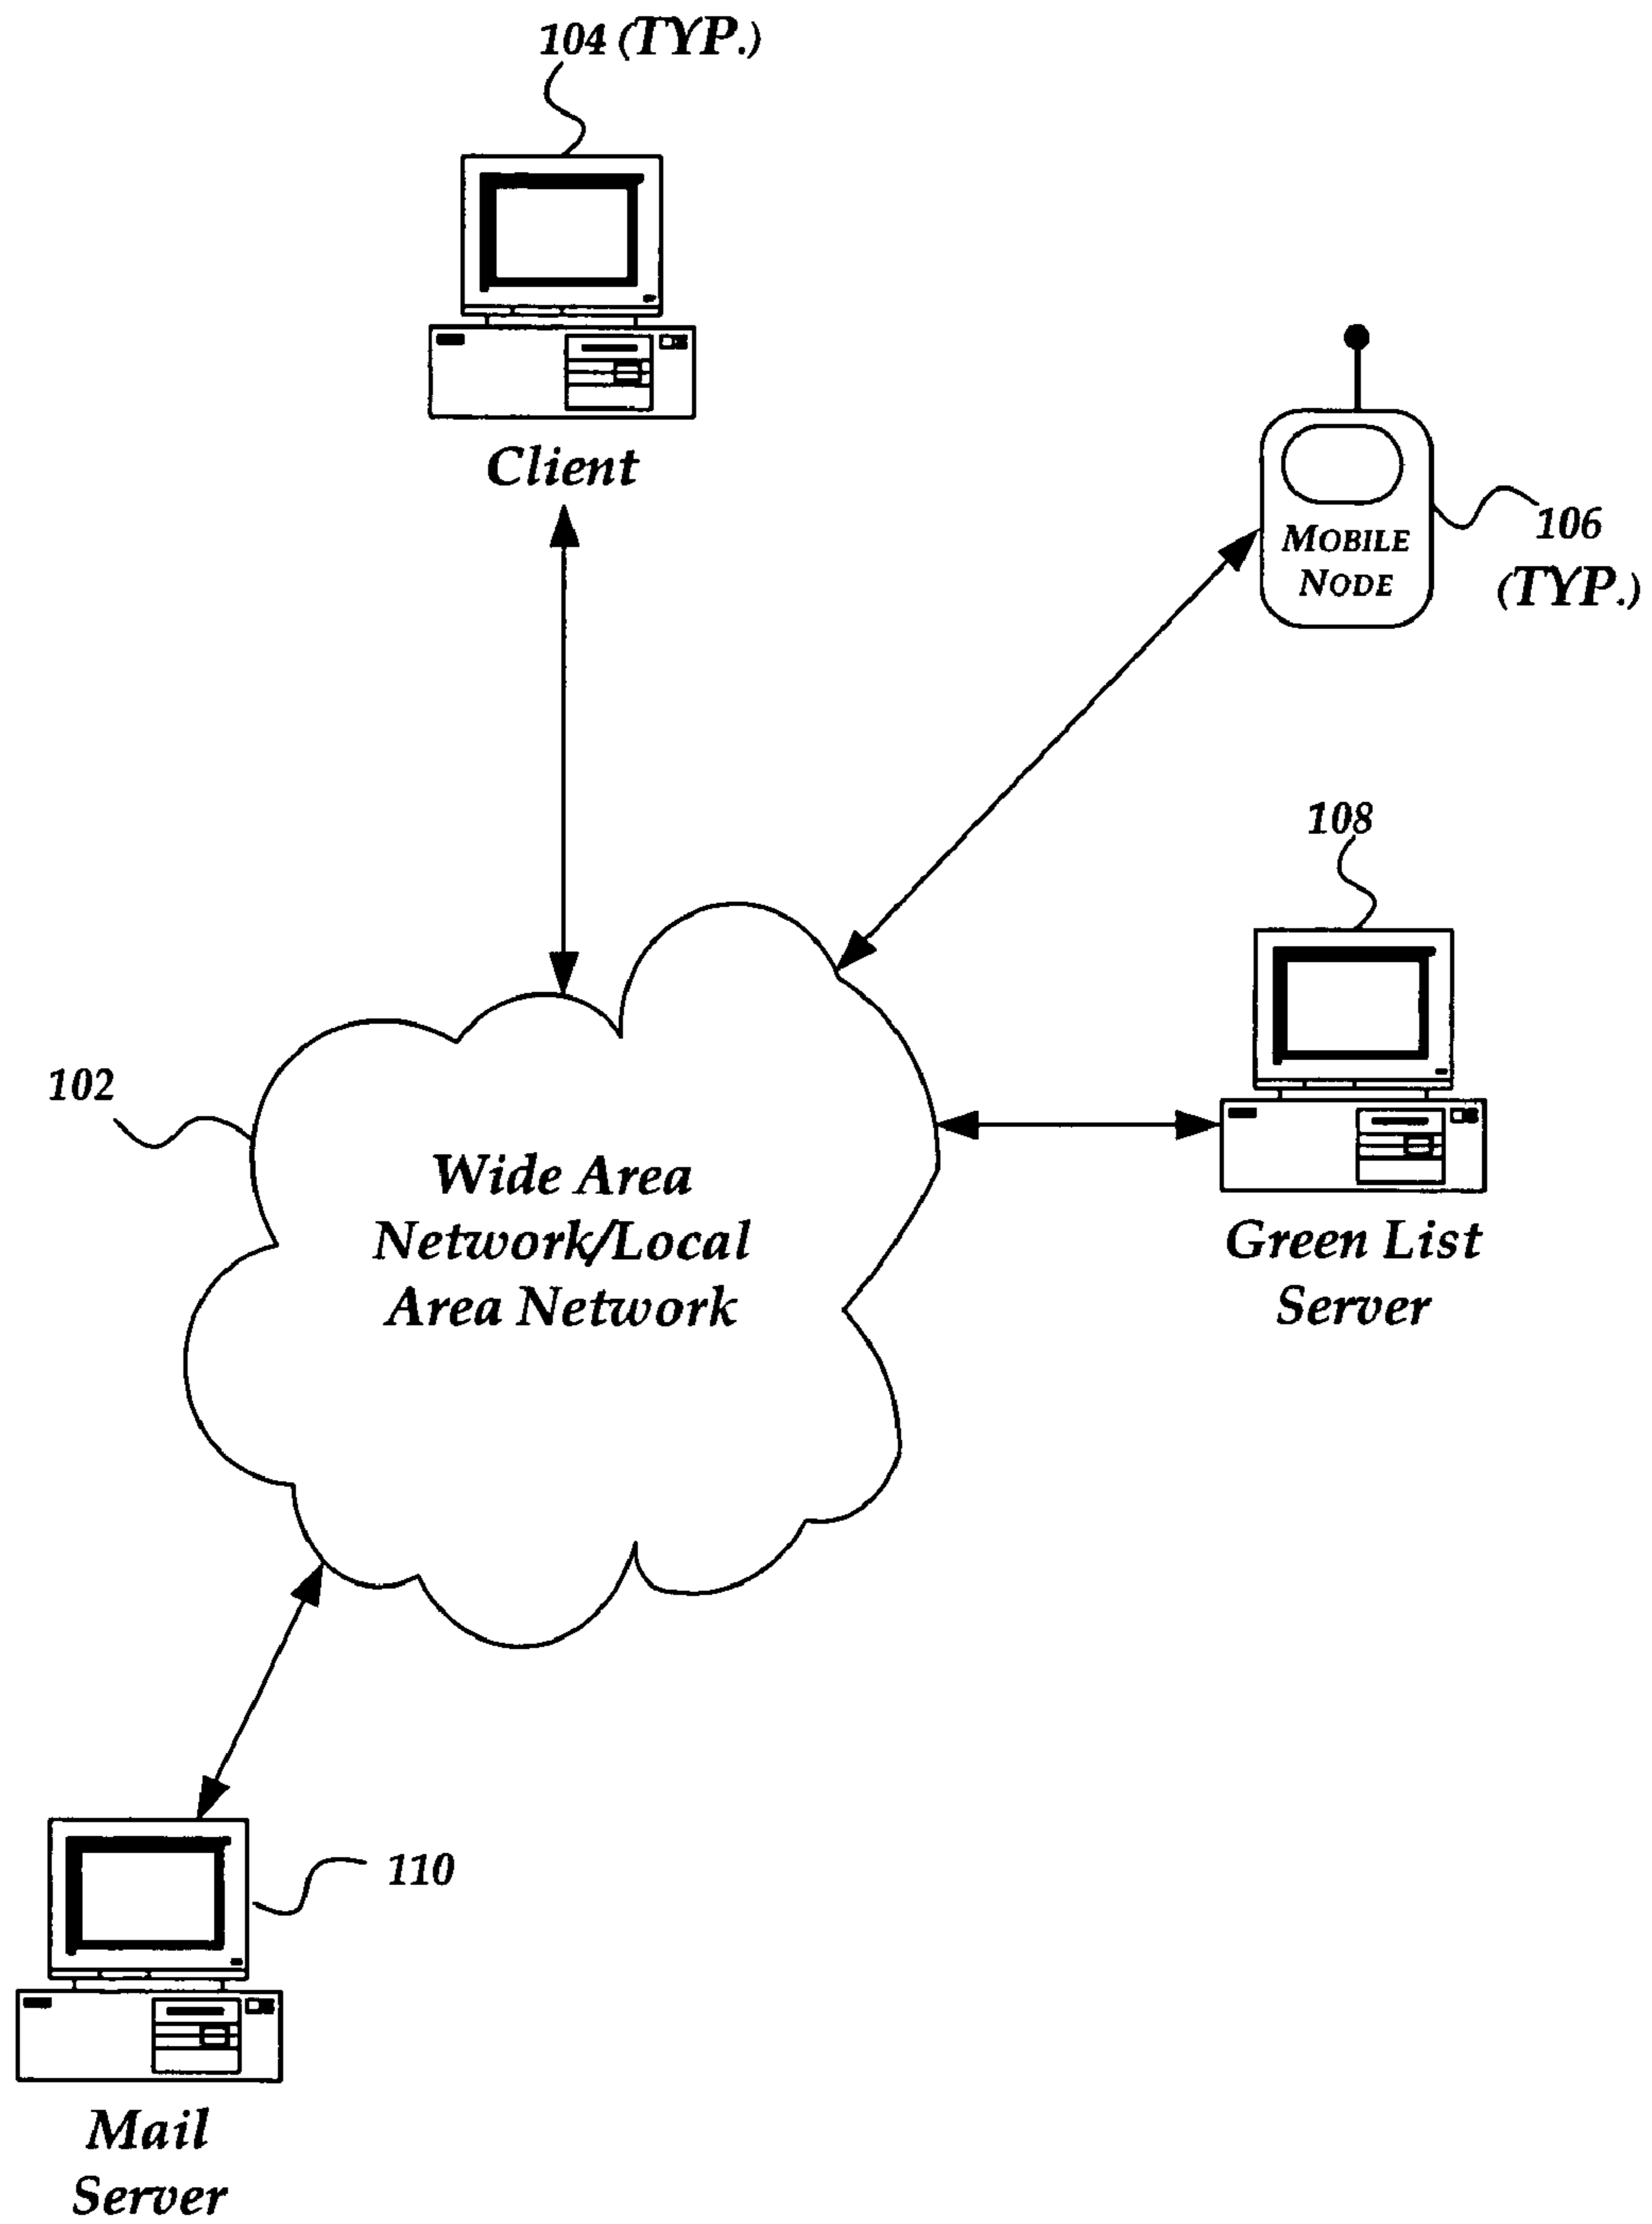 104 (TYP.)
Client
MOBILE
NODE
106
(TYP.)
108
102
Wide Area
Network/Local
Area Network
Green List
Server
110
Mail
Server